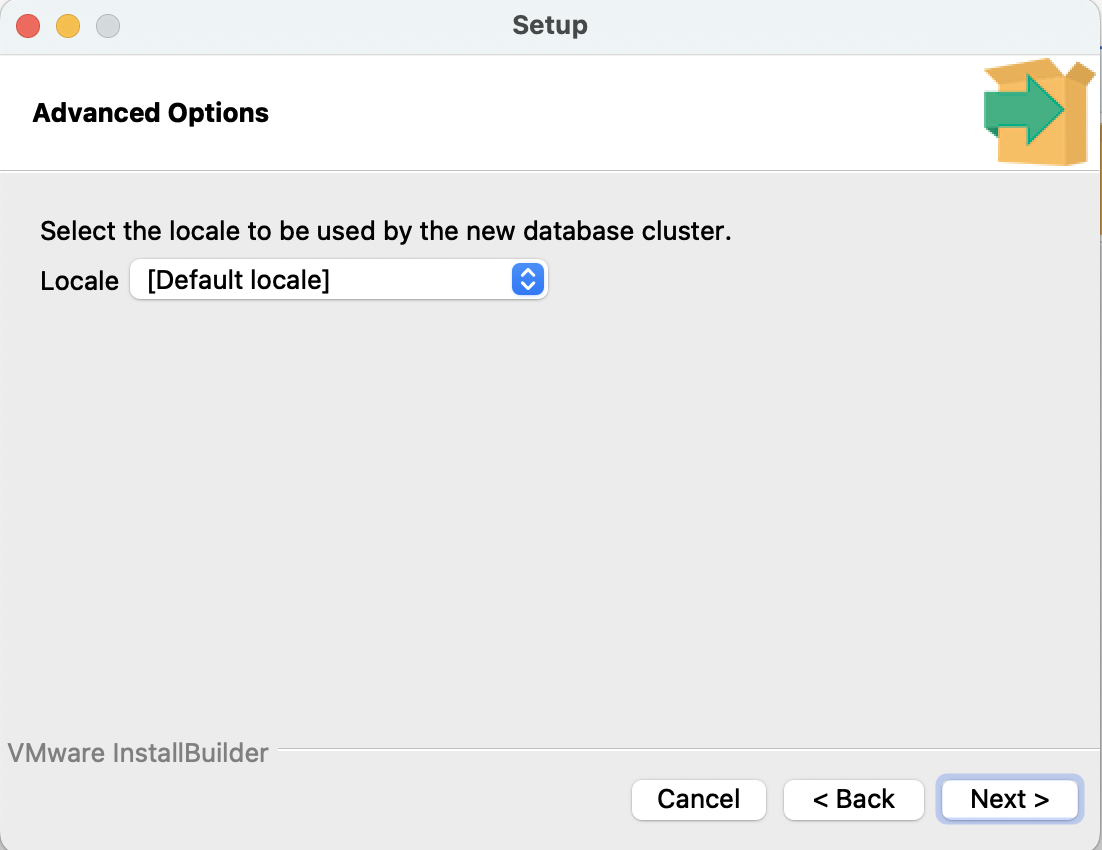 Setup
Advanced Options
Select the locale to be used by the new database cluster.
Locale [Default locale]
VMware InstallBuilder
Cancel < Back Next >